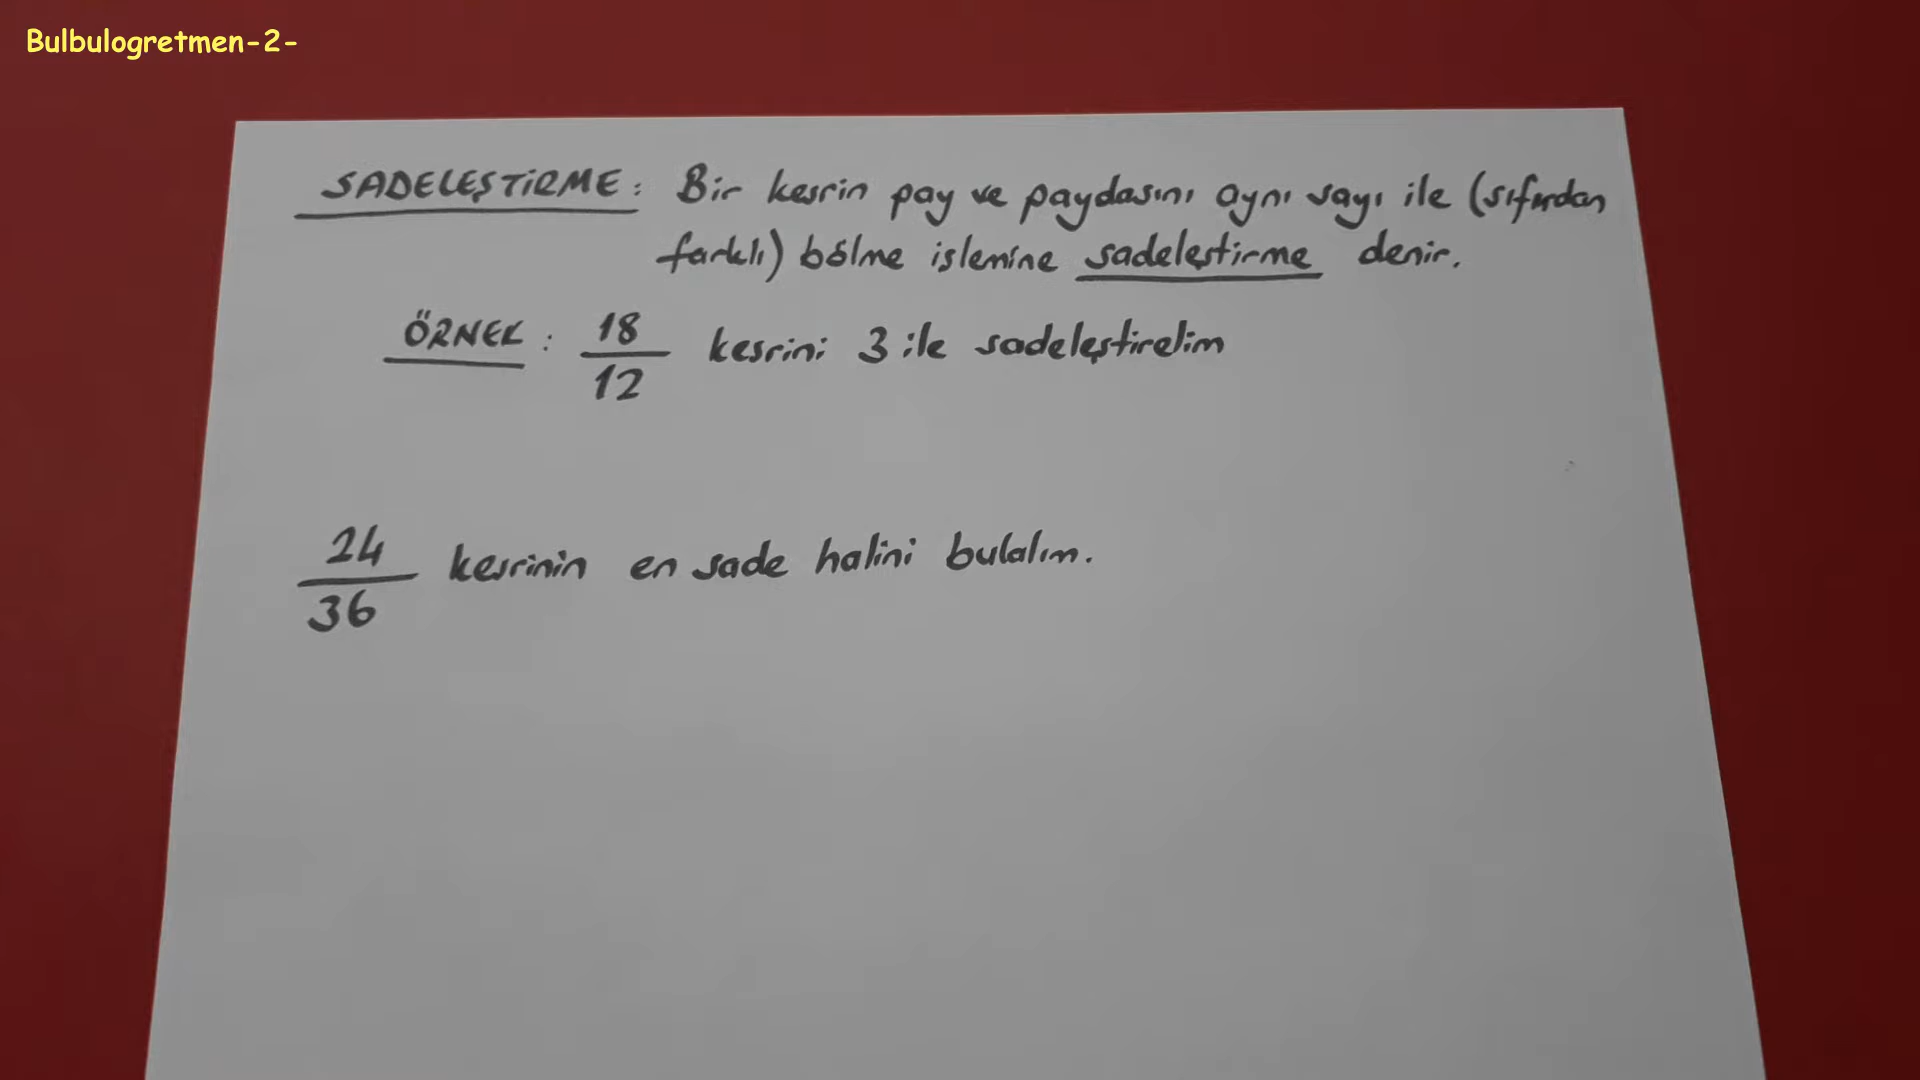 Bulbulogretmen-2-
SADELEŞTİRME: Bir kesrin pay ve paydasını aynı sayı ile (sıfırdan
farklı) bölme işlemine sadeleştirme denir.
ÖRNEK: 18/12 kesrini 3 ile sadeleştirelim
24/36 kesrinin en sade halini bulalım.